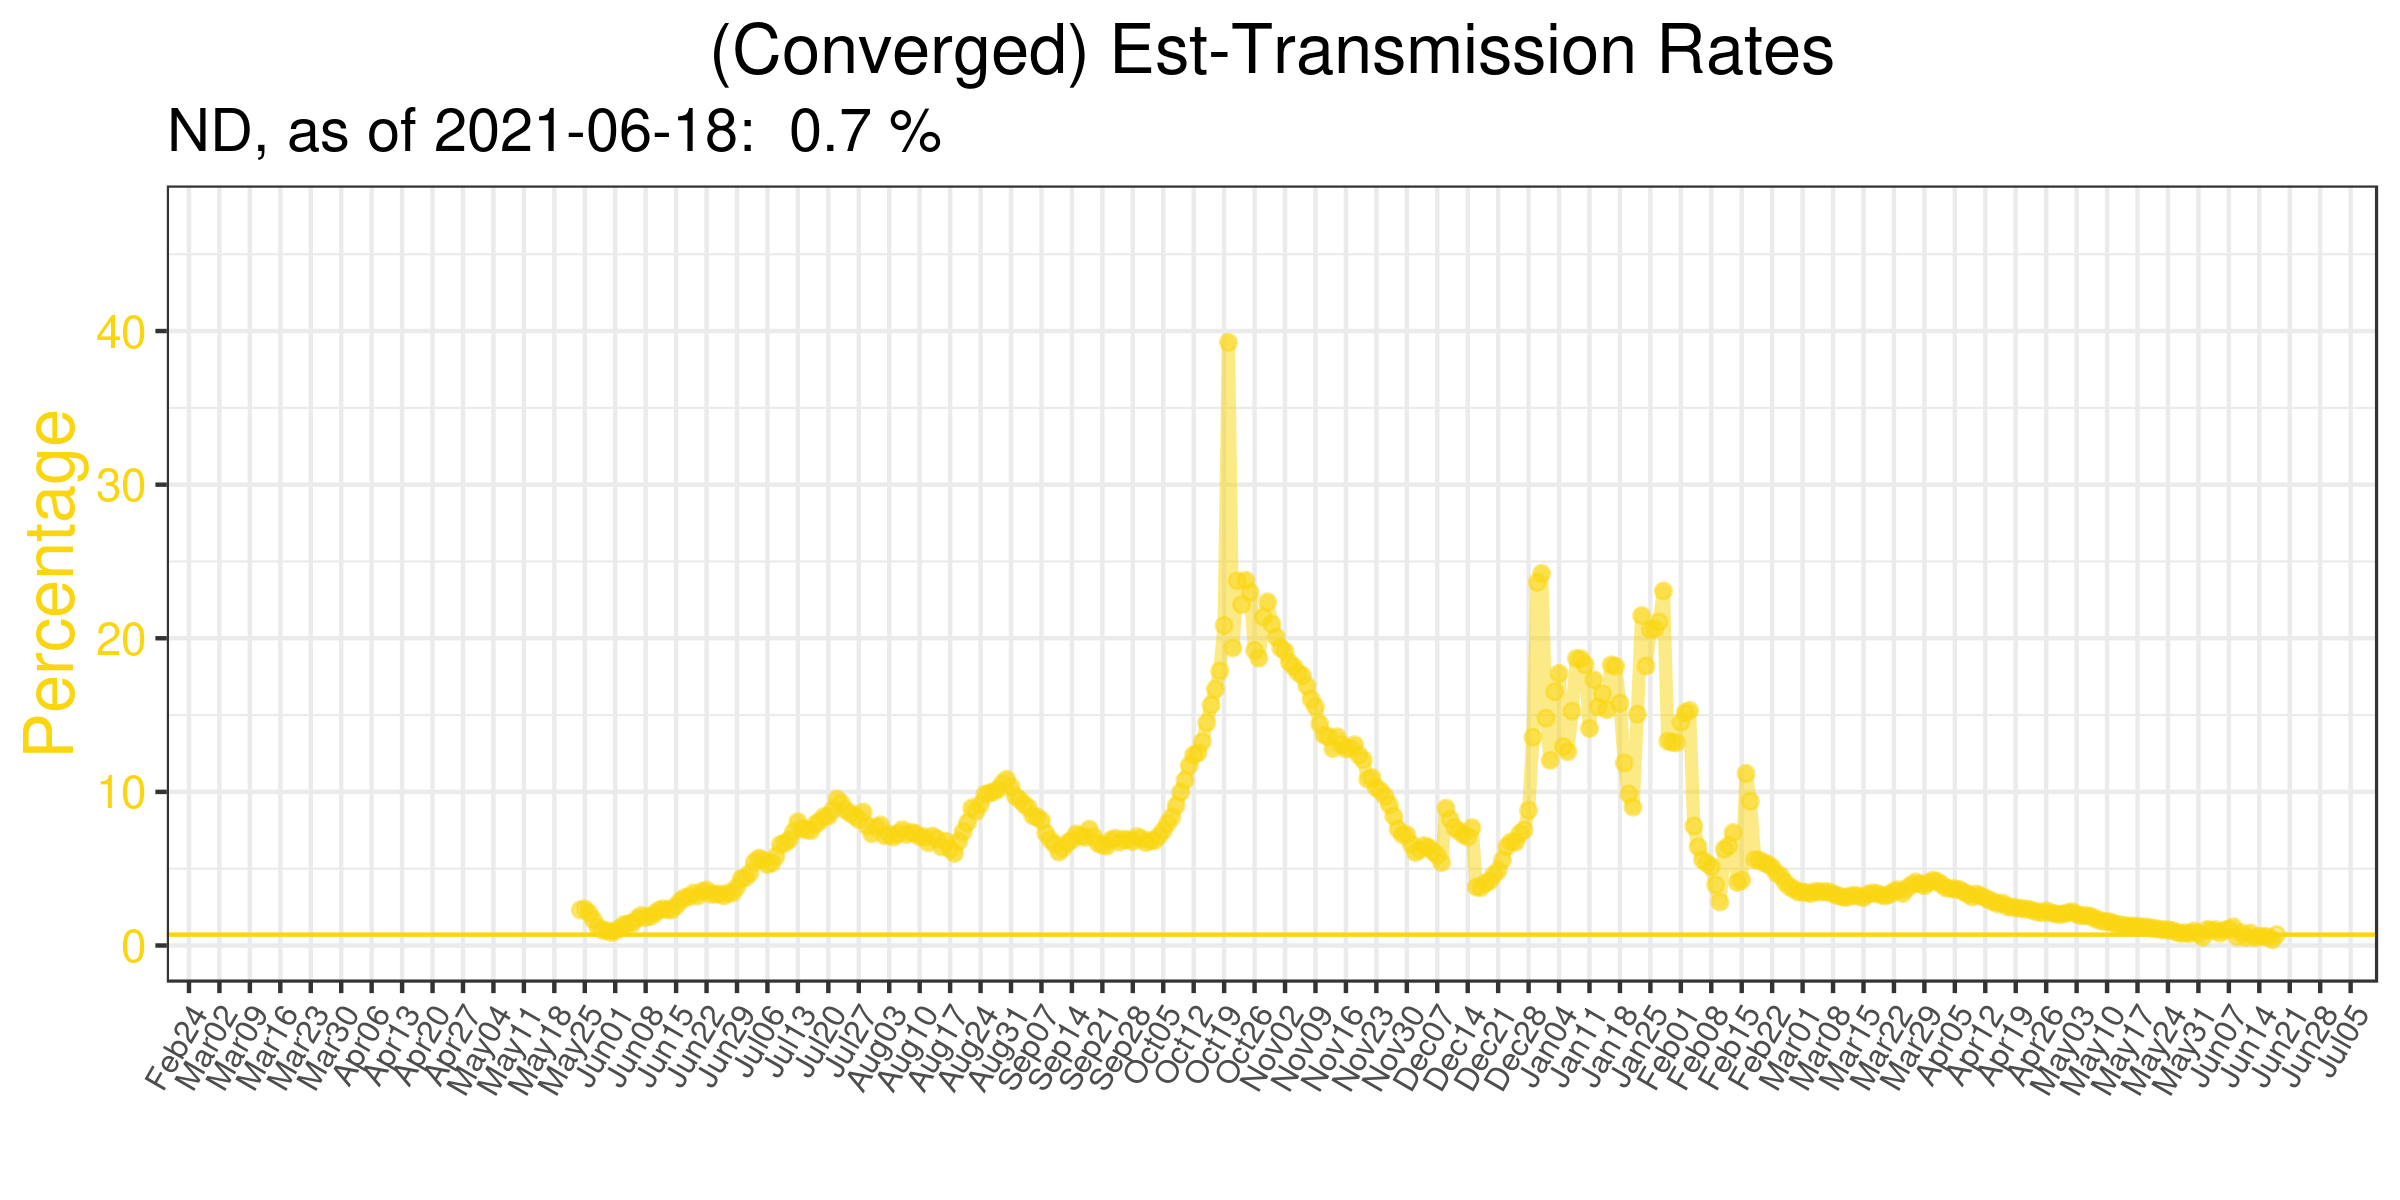 (Converged) Est-Transmission Rates
ND, as of 2021-06-18:  0.7 %
Percentage
40
30
20
10
0
Feb24
Mar02
Mar09
Mar16
Mar23
Mar30
Apr06
Apr13
Apr20
Apr27
May04
May11
May18
May25
Jun01
Jun08
Jun15
Jun22
Jun29
Jul06
Jul13
Jul20
Jul27
Aug03
Aug10
Aug17
Aug24
Aug31
Sep07
Sep14
Sep21
Sep28
Oct05
Oct12
Oct19
Oct26
Nov02
Nov09
Nov16
Nov23
Nov30
Dec07
Dec14
Dec21
Dec28
Jan04
Jan11
Jan18
Jan25
Feb01
Feb08
Feb15
Feb22
Mar01
Mar08
Mar15
Mar22
Mar29
Apr05
Apr12
Apr19
Apr26
May03
May10
May17
May24
May31
Jun07
Jun14
Jun21
Jun28
Jul05